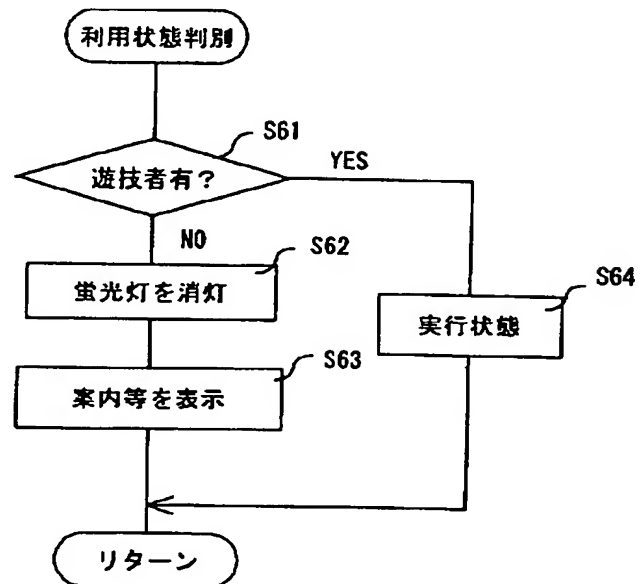 利用状態判別
S61
遊技者有？
YES
NO
S62
蛍光灯を消灯
S64
実行状態
S63
案内等を表示
リターン